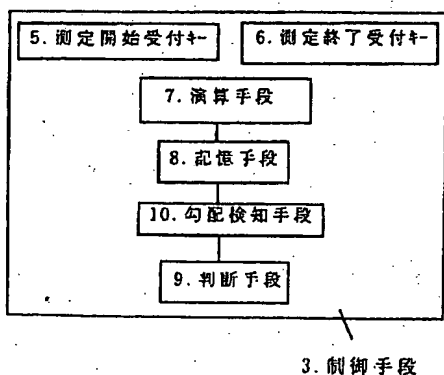 5.測定開始受付キー
6.測定終了受付キー
7.演算手段
8.記憶手段
10.勾配検知手段
9.判断手段
3.制御手段